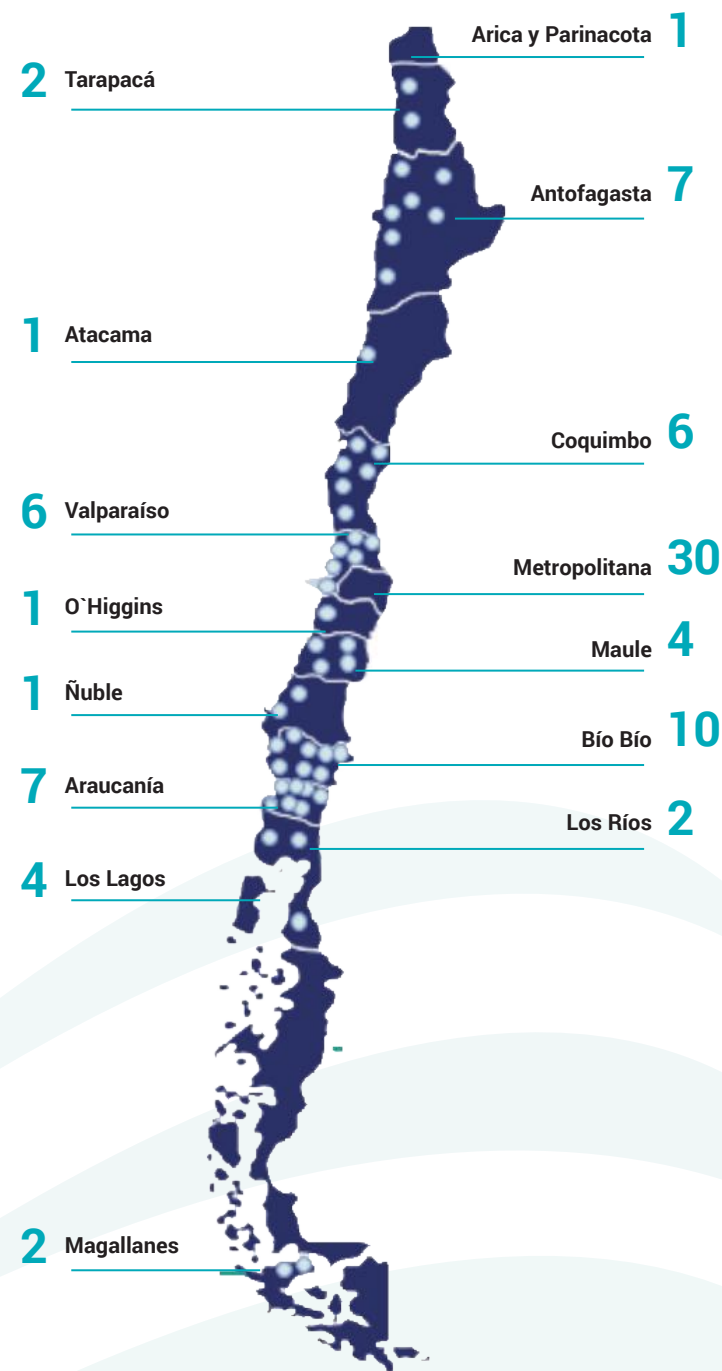 Arica y Parinacota 1
2 Tarapacá
Antofagasta 7
1 Atacama
Coquimbo 6
6 Valparaíso
Metropolitana 30
1 O`Higgins
Maule 4
1 Ñuble
Bío Bío 10
7 Araucanía
Los Ríos 2
4 Los Lagos
2 Magallanes